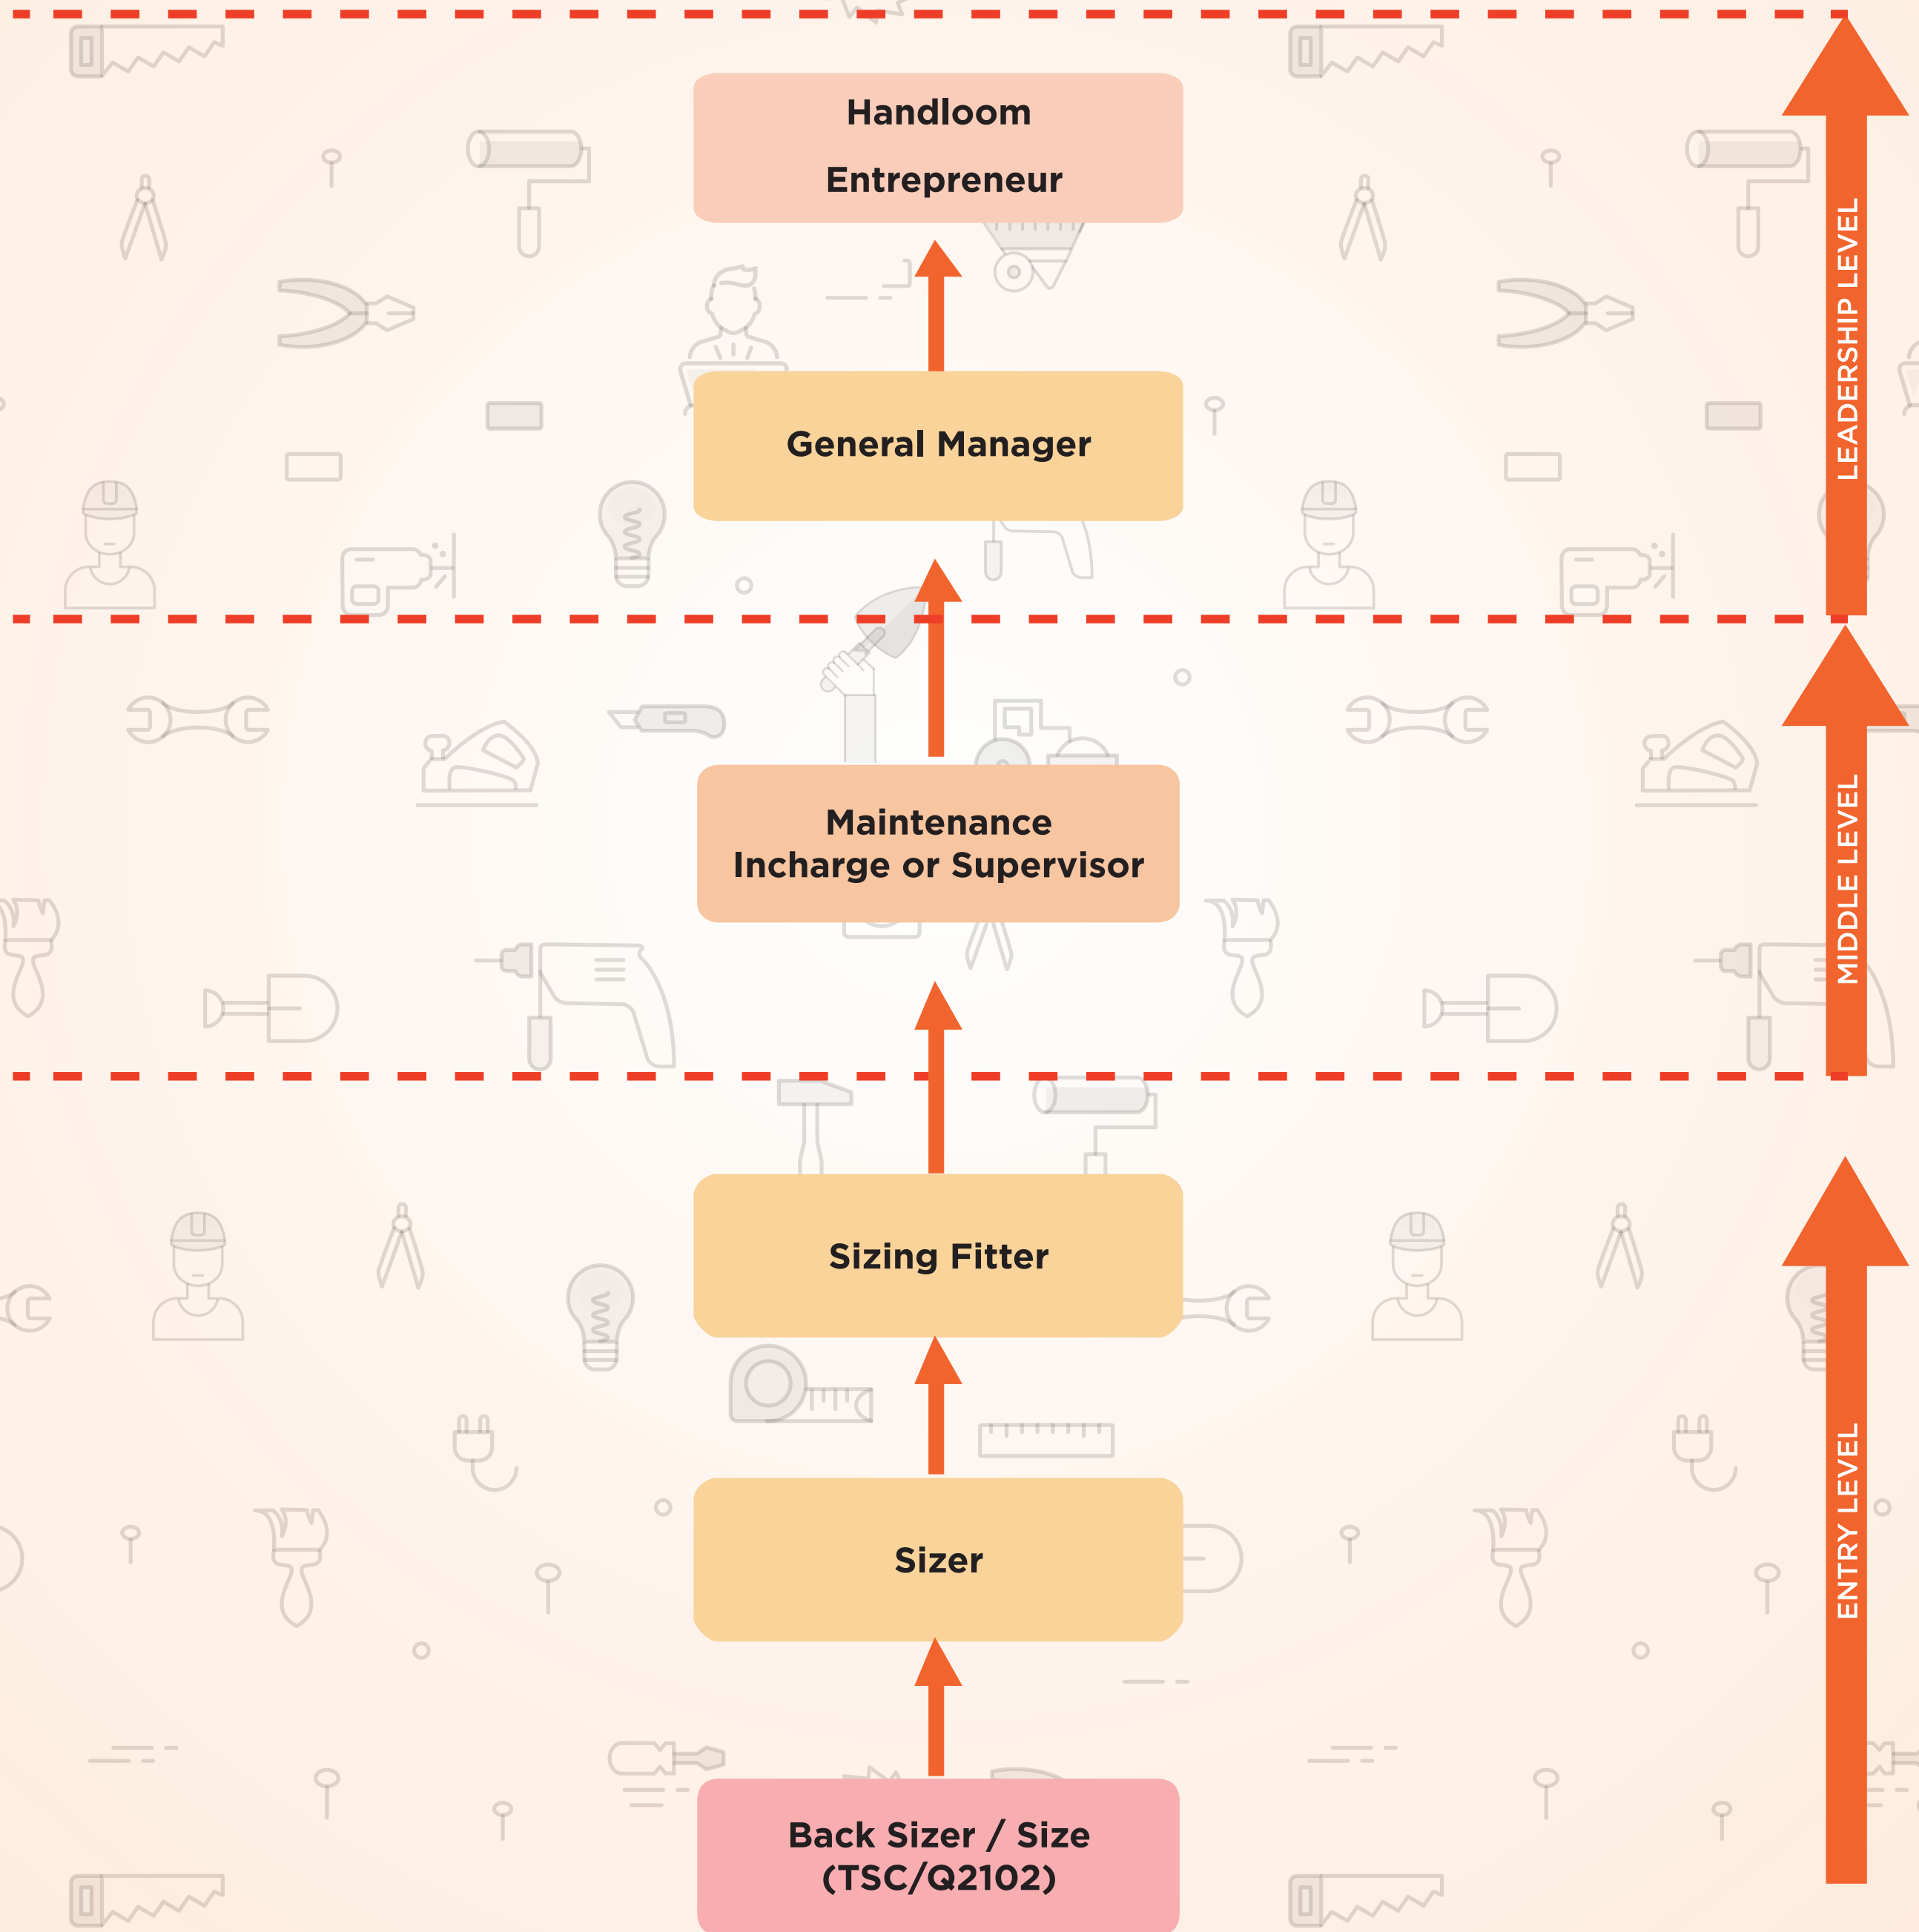 Handloom
Entrepreneur
LEADERSHIP LEVEL
General Manager
Maintenance
Incharge or Supervisor
MIDDLE LEVEL
Sizing Fitter
Sizer
ENTRY LEVEL
Back Sizer / Size
(TSC/Q2102)